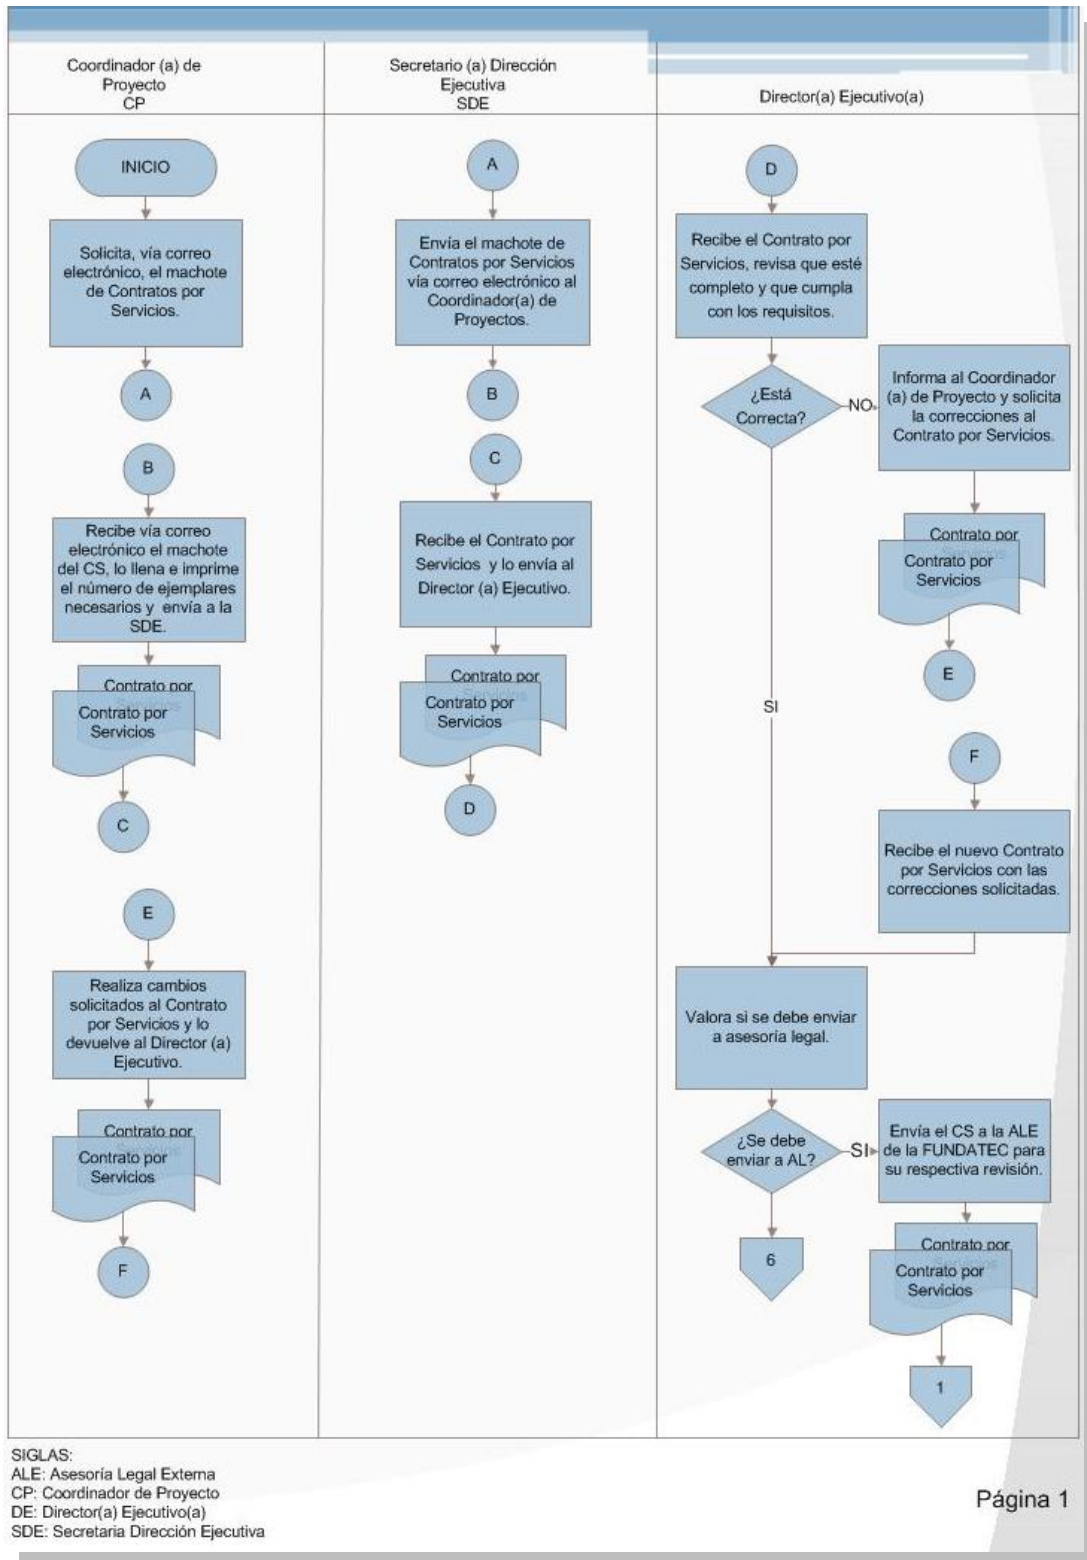 Coordinador (a) de
Proyecto
CP
Secretario (a) Dirección
Ejecutiva
SDE
Director(a) Ejecutivo(a)
INICIO
Solicita, vía correo
electrónico, el machote
de Contratos por
Servicios.
A
B
Recibe vía correo
electrónico el machote
del CS, lo llena e imprime
el número de ejemplares
necesarios y envía a la
SDE.
Contrato por
Servicios
Contrato por
Servicios
C
E
Realiza cambios
solicitados al Contrato
por Servicios y lo
devuelve al Director (a)
Ejecutivo.
Contrato por
Servicios
Contrato por
Servicios
F
A
Envía el machote de
Contratos por Servicios
vía correo electrónico al
Coordinador(a) de
Proyectos.
B
C
Recibe el Contrato por
Servicios y lo envía al
Director (a) Ejecutivo.
Contrato por
Servicios
Contrato por
Servicios
D
D
Recibe el Contrato por
Servicios, revisa que esté
completo y que cumpla
con los requisitos.
¿Está
Correcta?
NO
Informa al Coordinador
(a) de Proyecto y solicita
la correcciones al
Contrato por Servicios.
Contrato por
Servicios
Contrato por
Servicios
E
SI
F
Recibe el nuevo Contrato
por Servicios con las
correcciones solicitadas.
Valora si se debe enviar
a asesoría legal.
¿Se debe
enviar a AL?
SI
Envía el CS a la ALE
de la FUNDATEC para
su respectiva revisión.
6
Contrato por
Servicios
Contrato por
Servicios
1
SIGLAS:
ALE: Asesoría Legal Externa
CP: Coordinador de Proyecto
DE: Director(a) Ejecutivo(a)
SDE: Secretaria Dirección Ejecutiva
Página 1